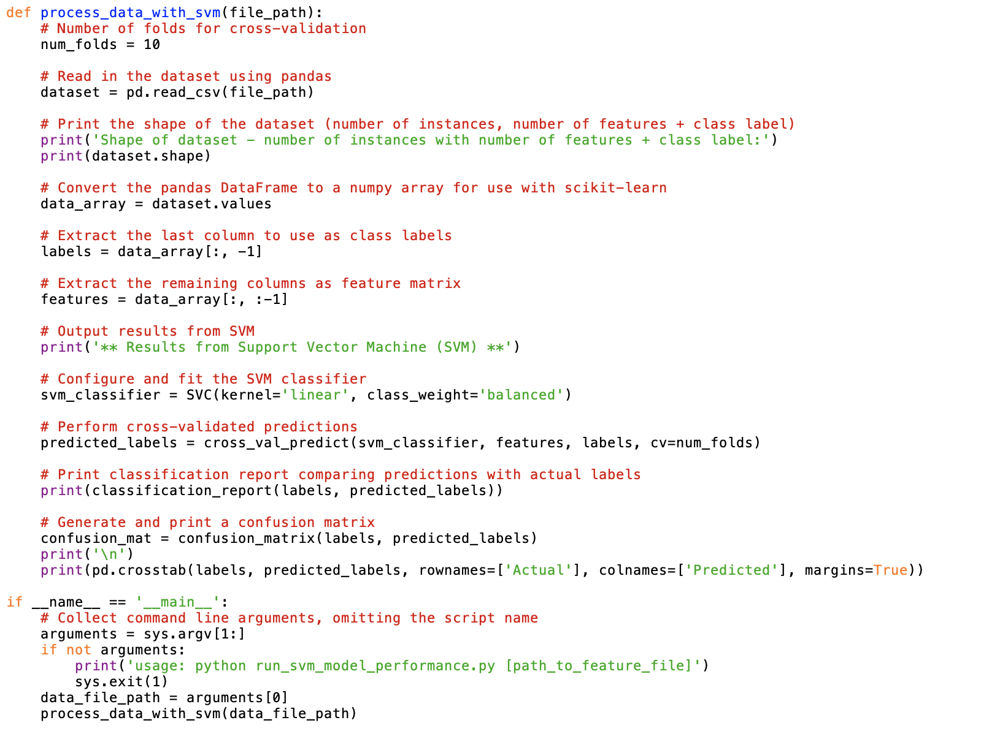 def process_data_with_svm(file_path):
    # Number of folds for cross-validation
    num_folds = 10

    # Read in the dataset using pandas
    dataset = pd.read_csv(file_path)

    # Print the shape of the dataset (number of instances, number of features + class label)
    print('Shape of dataset - number of instances with number of features + class label:')
    print(dataset.shape)

    # Convert the pandas DataFrame to a numpy array for use with scikit-learn
    data_array = dataset.values

    # Extract the last column to use as class labels
    labels = data_array[:, -1]

    # Extract the remaining columns as feature matrix
    features = data_array[:, :-1]

    # Output results from SVM
    print('** Results from Support Vector Machine (SVM) **')

    # Configure and fit the SVM classifier
    svm_classifier = SVC(kernel='linear', class_weight='balanced')

    # Perform cross-validated predictions
    predicted_labels = cross_val_predict(svm_classifier, features, labels, cv=num_folds)

    # Print classification report comparing predictions with actual labels
    print(classification_report(labels, predicted_labels))

    # Generate and print a confusion matrix
    confusion_mat = confusion_matrix(labels, predicted_labels)
    print('\n')
    print(pd.crosstab(labels, predicted_labels, rownames=['Actual'], colnames=['Predicted'], margins=True))

if __name__ == '__main__':
    # Collect command line arguments, omitting the script name
    arguments = sys.argv[1:]
    if not arguments:
        print('usage: python run_svm_model_performance.py [path_to_feature_file]')
        sys.exit(1)
    data_file_path = arguments[0]
    process_data_with_svm(data_file_path)